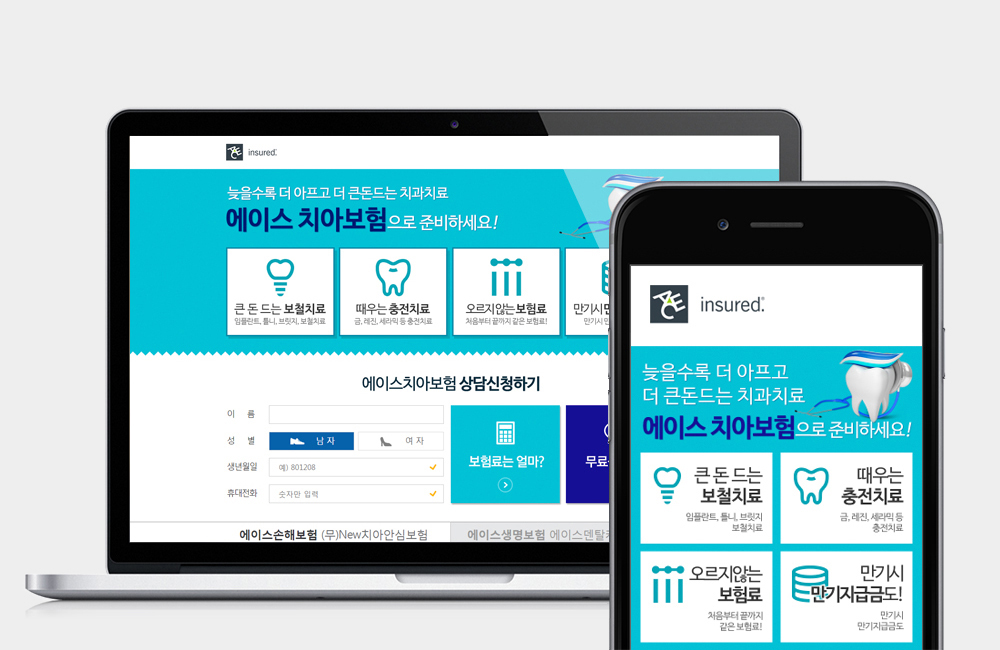 ACE insured.
늦을수록 더 아프고 더 큰돈드는 치과치료
에이스 치아보험으로 준비하세요!
큰 돈 드는 보철치료
임플란트, 틀니, 브릿지, 보철치료
때우는 충전치료
금, 레진, 세라믹 등 충전치료
오르지않는 보험료
처음부터 끝까지 같은 보험료!
만기시
만기시
에이스치아보험 상담신청하기
이 름
성 별
남 자
여 자
생년월일
예) 801208
휴대전화
숫자만 입력
보험료는 얼마?
무료
에이스손해보험 (무)New치아안심보험
에이스생명보험 에이스덴탈
ACE insured.®
늦을수록 더 아프고
더 큰돈드는 치과치료
에이스 치아보험으로 준비하세요!
큰 돈 드는
보철치료
임플란트, 틀니, 브릿지
보철치료
때우는
충전치료
금, 레진, 세라믹 등
충전치료
오르지않는
보험료
처음부터 끝까지
같은 보험료!
만기시
만기지급금도!
만기시
만기지급금도